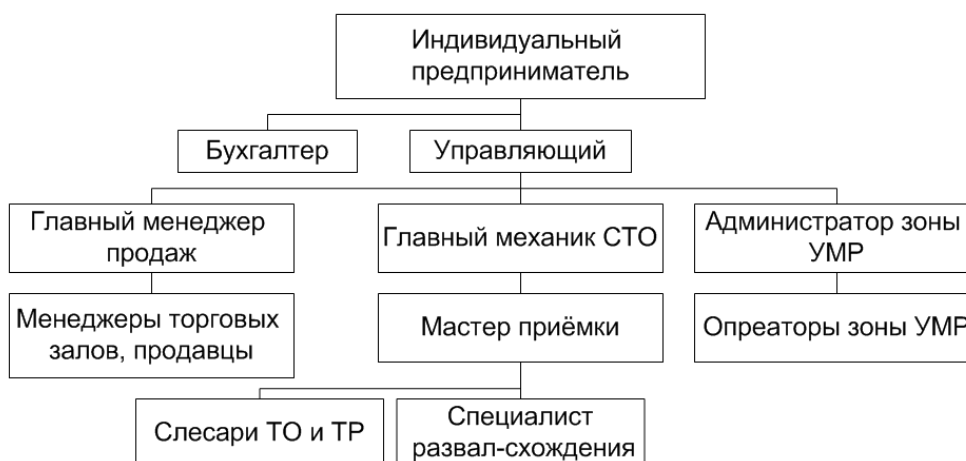 Индивидуальный
предприниматель
Бухгалтер
Управляющий
Главный менеджер
продаж
Главный механик СТО
Администратор зоны
УМР
Менеджеры торговых
залов, продавцы
Мастер приёмки
Опреаторы зоны УМР
Слесари ТО и ТР
Специалист
развал-схождения